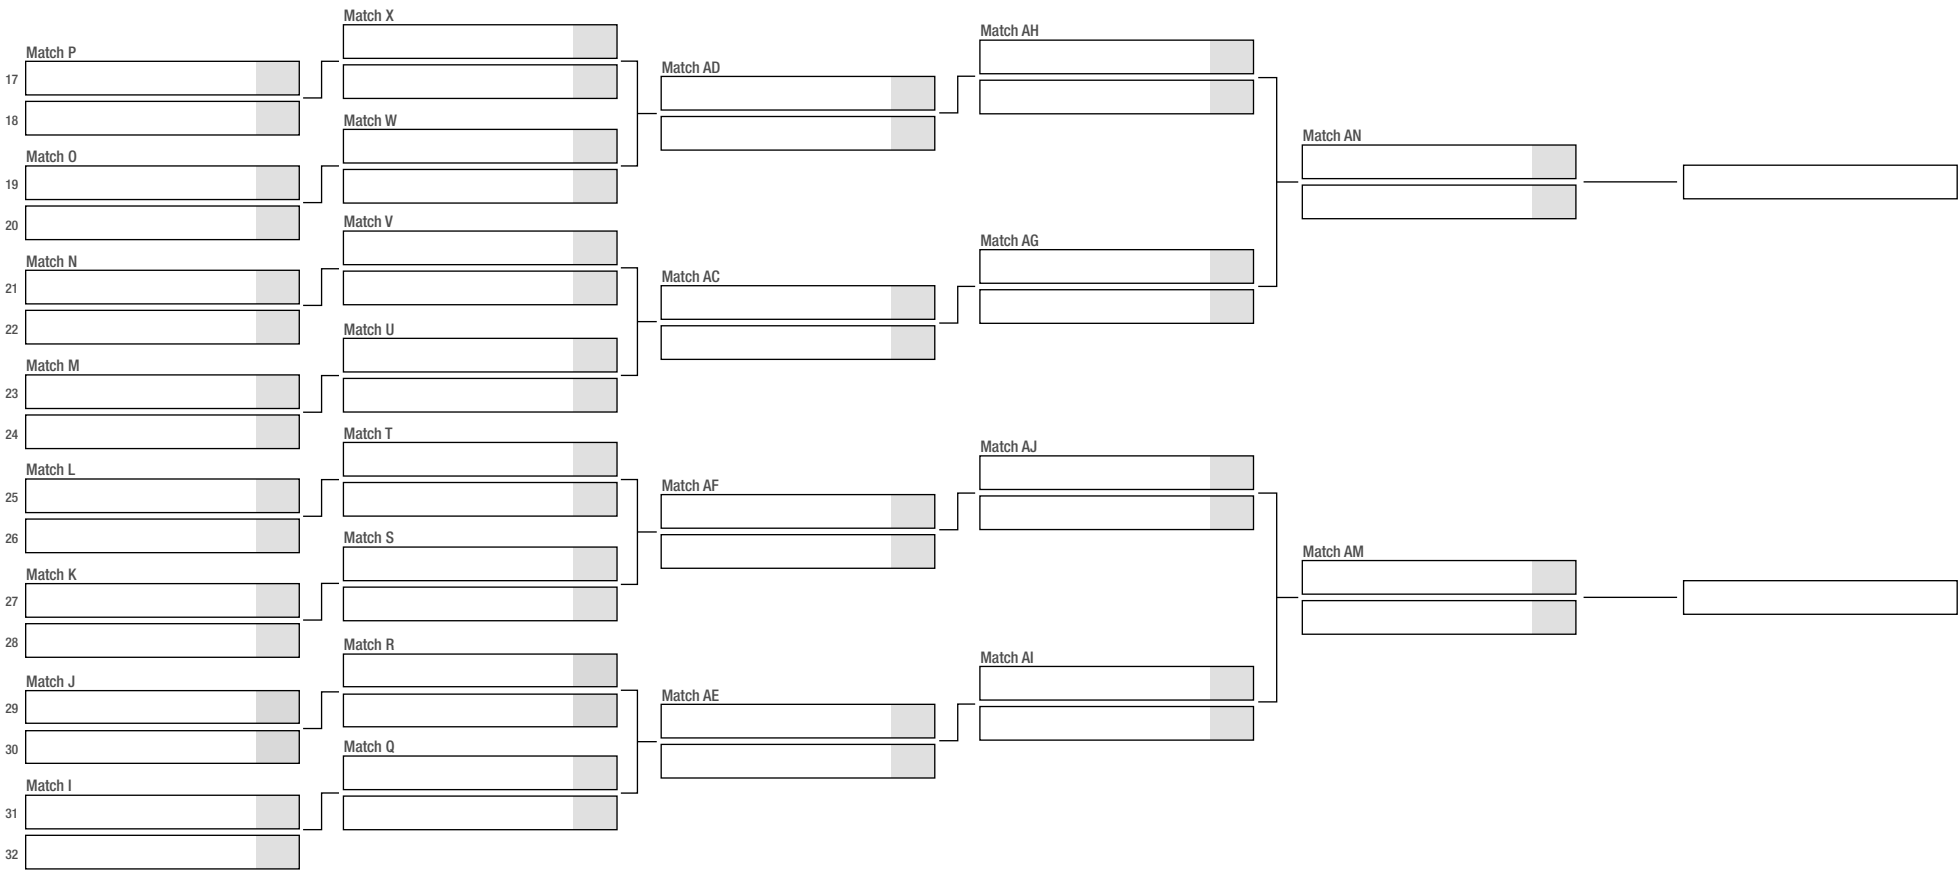 Match P
17
18
Match O
19
20
Match N
21
22
Match M
23
24
Match L
25
26
Match K
27
28
Match J
29
30
Match I
31
32
Match X
Match W
Match V
Match U
Match T
Match S
Match R
Match Q
Match AD
Match AC
Match AF
Match AE
Match AH
Match AG
Match AJ
Match AI
Match AN
Match AM